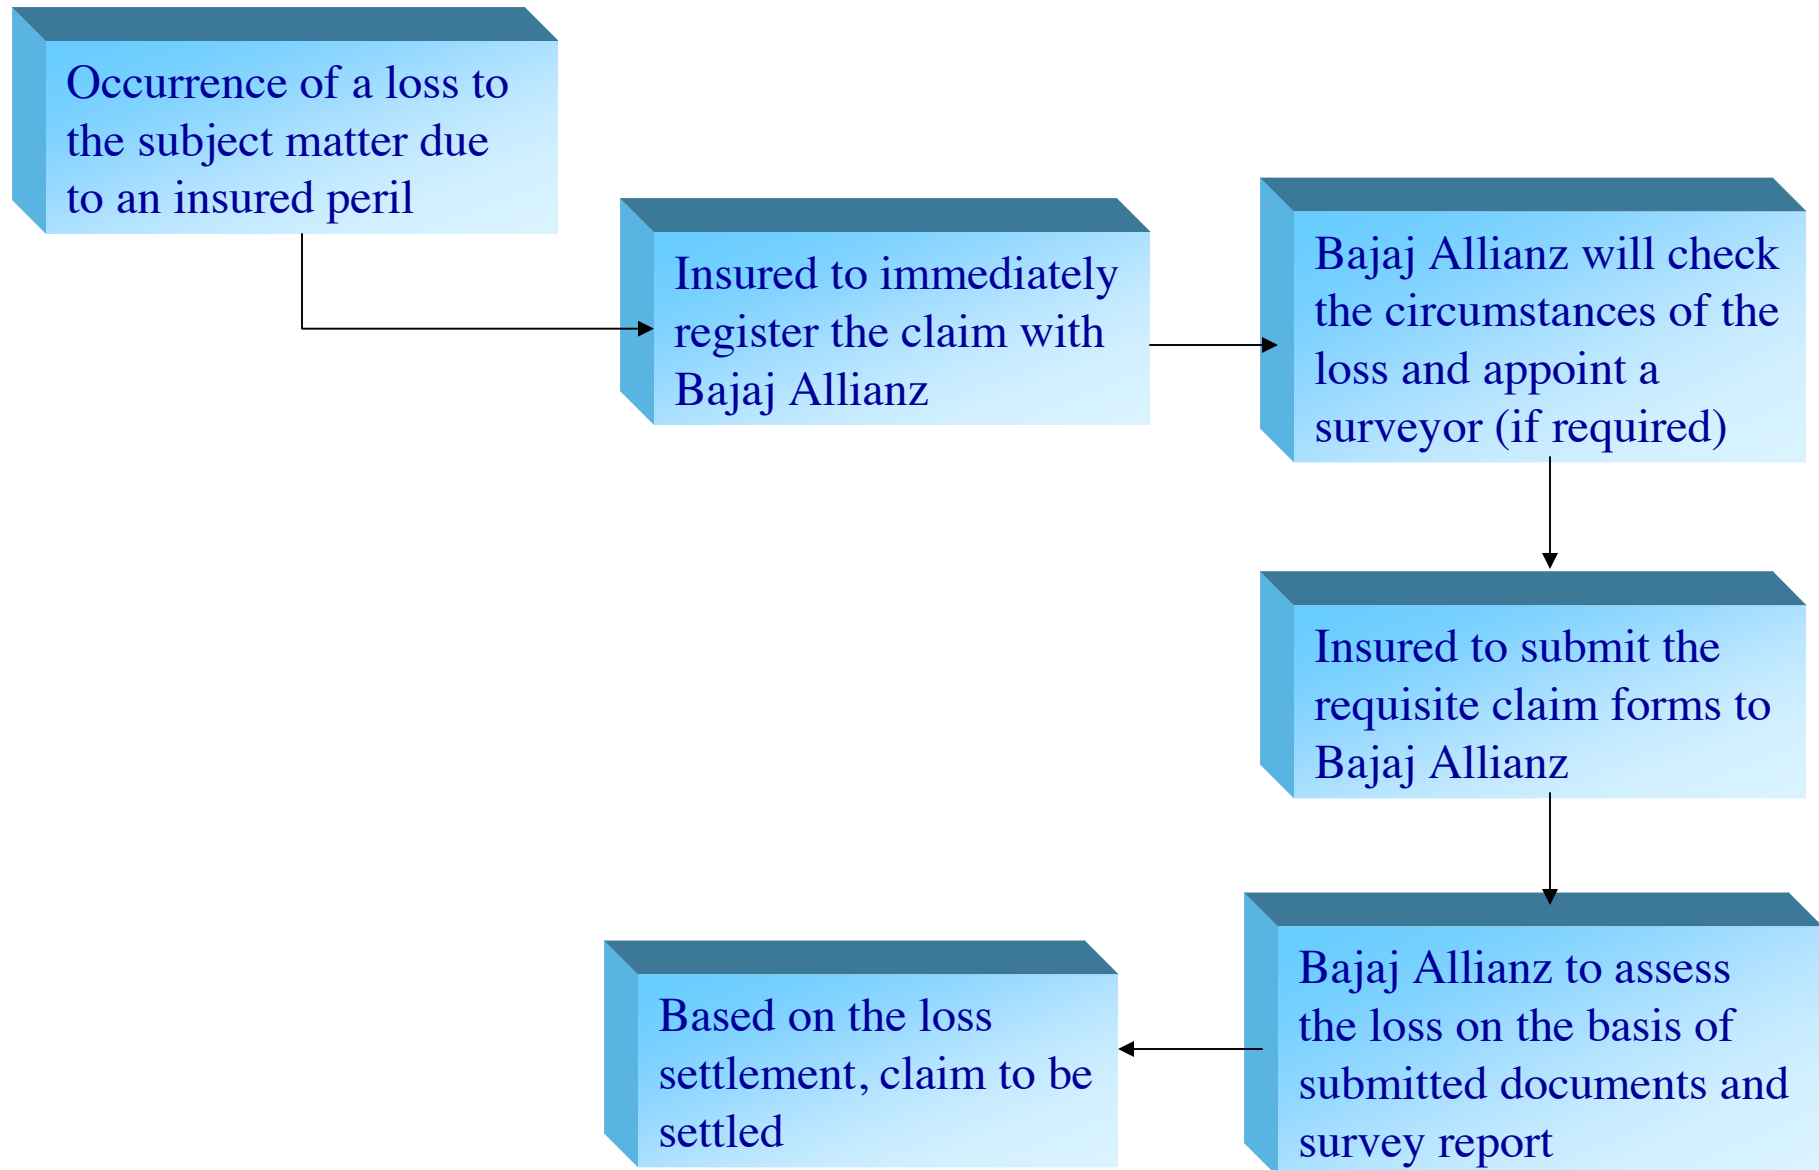 Occurrence of a loss to
the subject matter due
to an insured peril
Insured to immediately
register the claim with
Bajaj Allianz
Bajaj Allianz will check
the circumstances of the
loss and appoint a
surveyor (if required)
Insured to submit the
requisite claim forms to
Bajaj Allianz
Bajaj Allianz to assess
the loss on the basis of
submitted documents and
survey report
Based on the loss
settlement, claim to be
settled